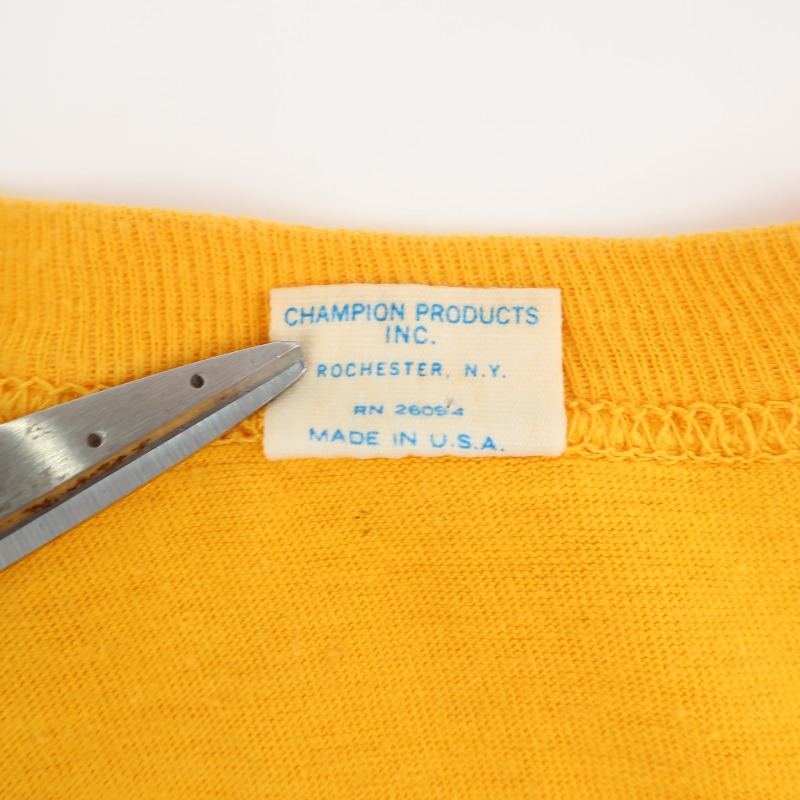 CHAMPION PRODUCTS
INC.
ROCHESTER, N.Y.
RN 26094
MADE IN U.S.A.